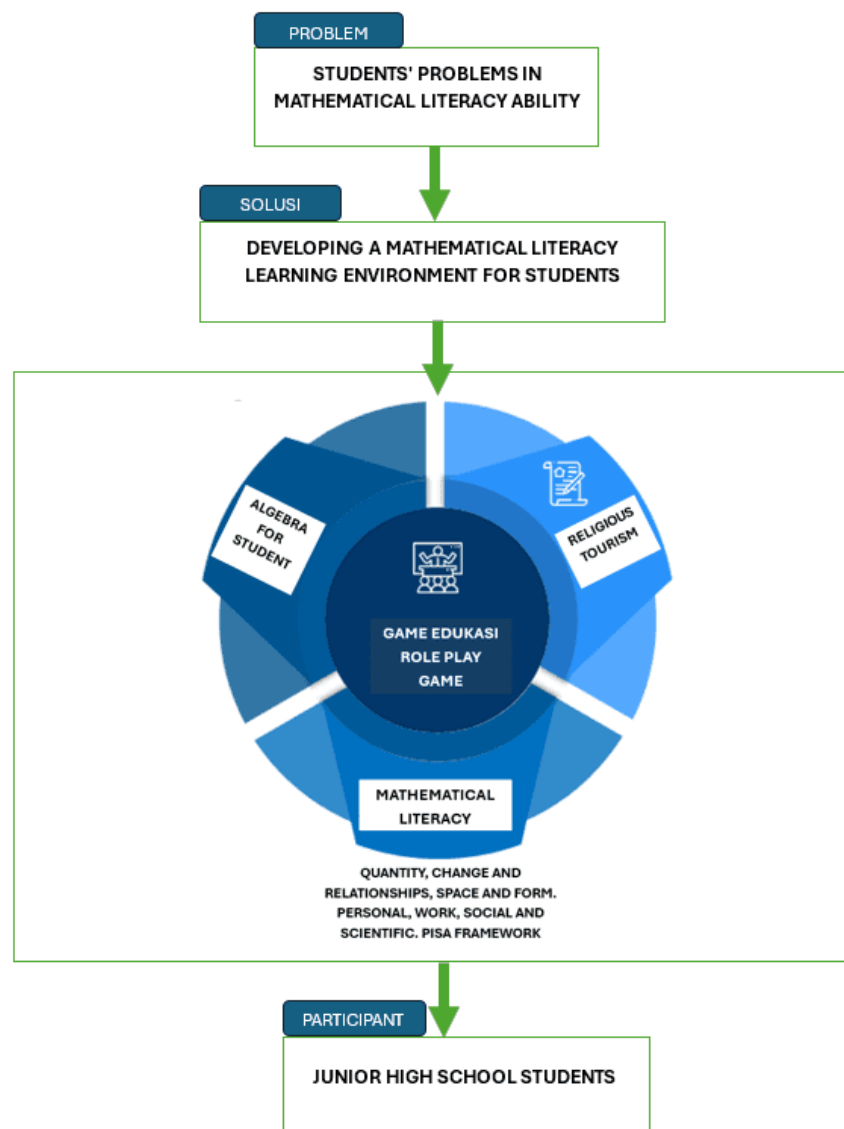 PROBLEM
STUDENTS' PROBLEMS IN
MATHEMATICAL LITERACY ABILITY
SOLUSI
DEVELOPING A MATHEMATICAL LITERACY
LEARNING ENVIRONMENT FOR STUDENTS
ALGEBRA
FOR
STUDENT
RELIGIOUS
TOURISM
GAME EDUKASI
ROLE PLAY
GAME
MATHEMATICAL
LITERACY
QUANTITY, CHANGE AND
RELATIONSHIPS, SPACE AND FORM.
PERSONAL, WORK, SOCIAL AND
SCIENTIFIC. PISA FRAMEWORK
PARTICIPANT
JUNIOR HIGH SCHOOL STUDENTS